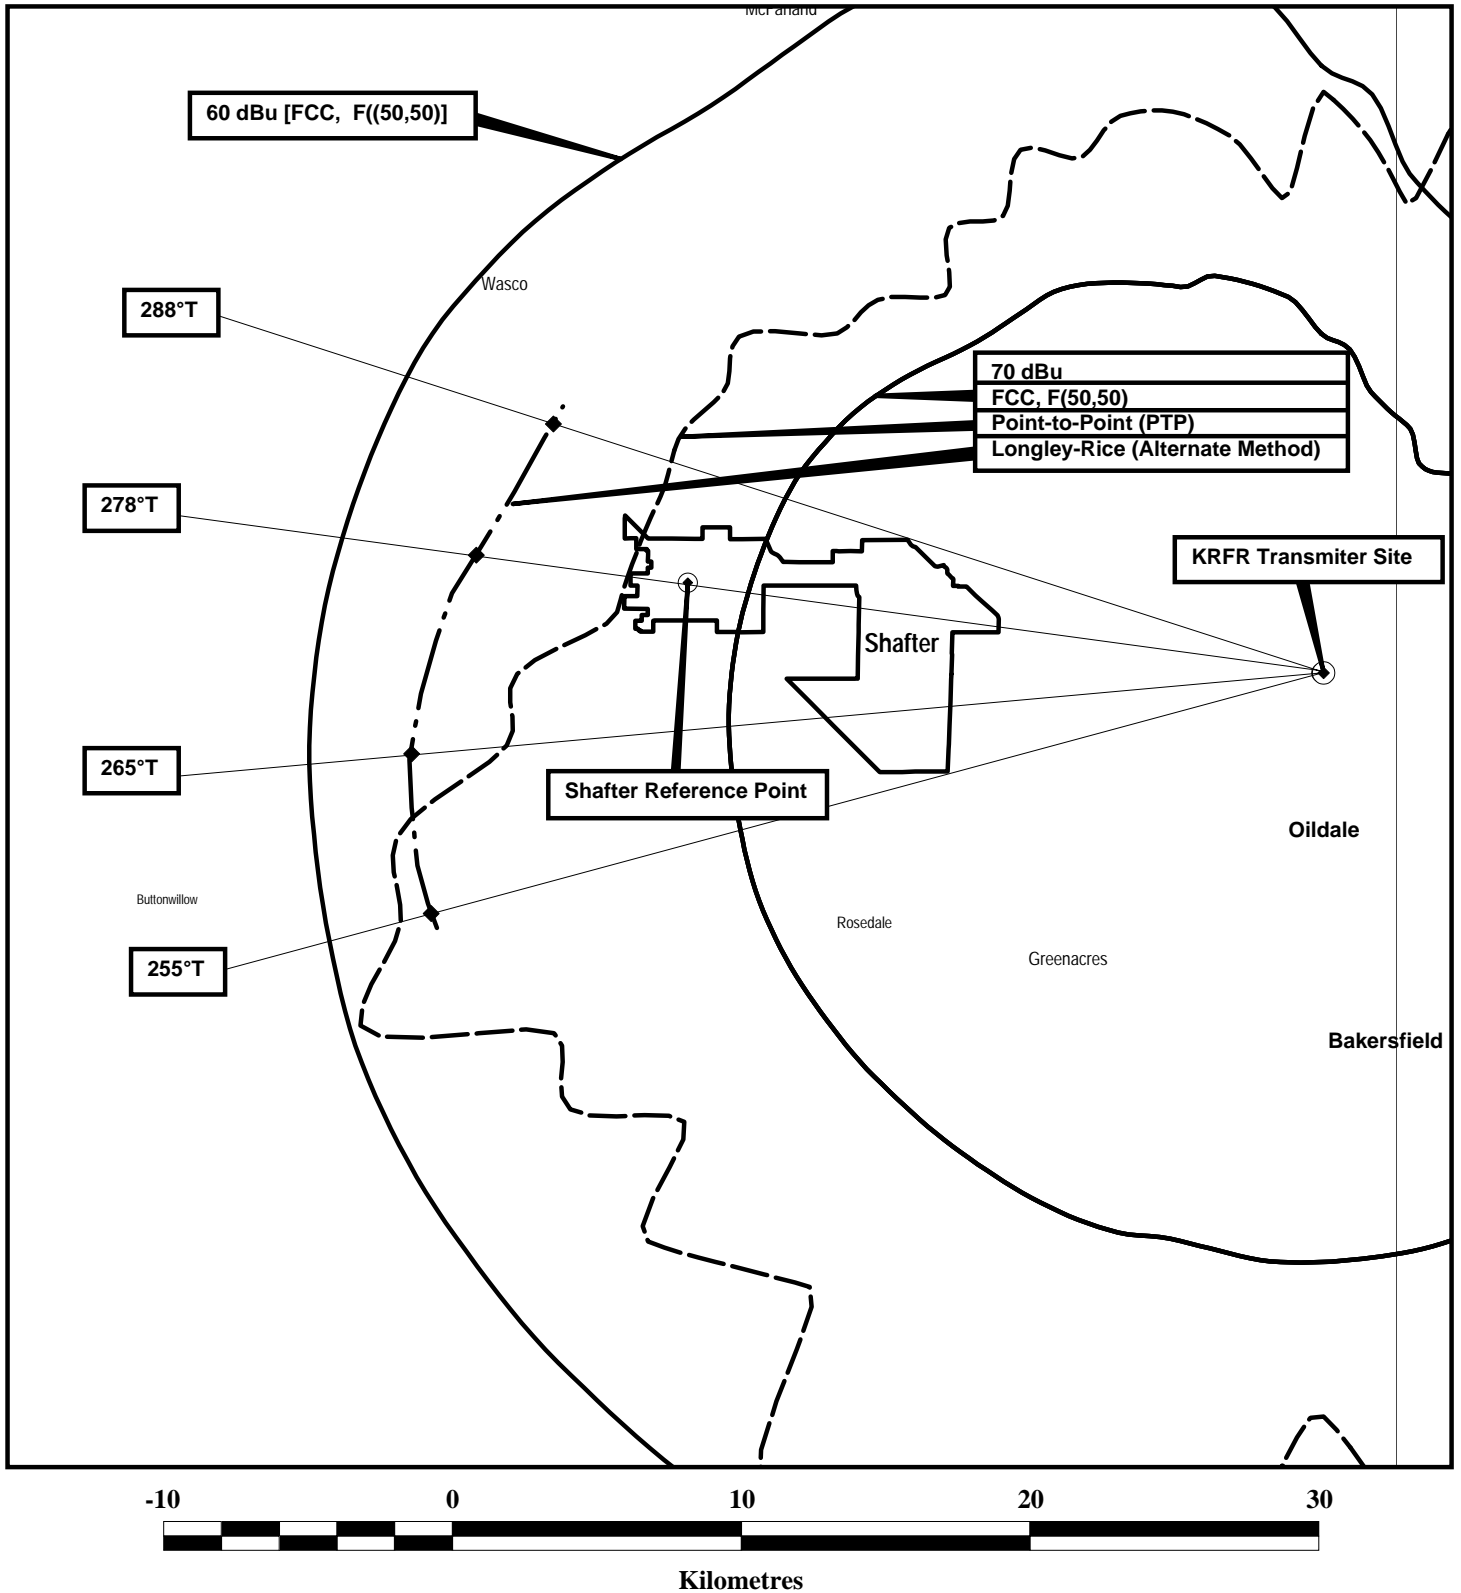 McFarland
60 dBu [FCC,  F((50,50)]
Wasco
288°T
70 dBu
FCC, F(50,50)
Point-to-Point (PTP)
Longley-Rice (Alternate Method)
278°T
KRFR Transmiter Site
Shafter
265°T
Shafter Reference Point
Oildale
Buttonwillow
Rosedale
255°T
Greenacres
Bakersfield
-10 0 10 20 30
Kilometres